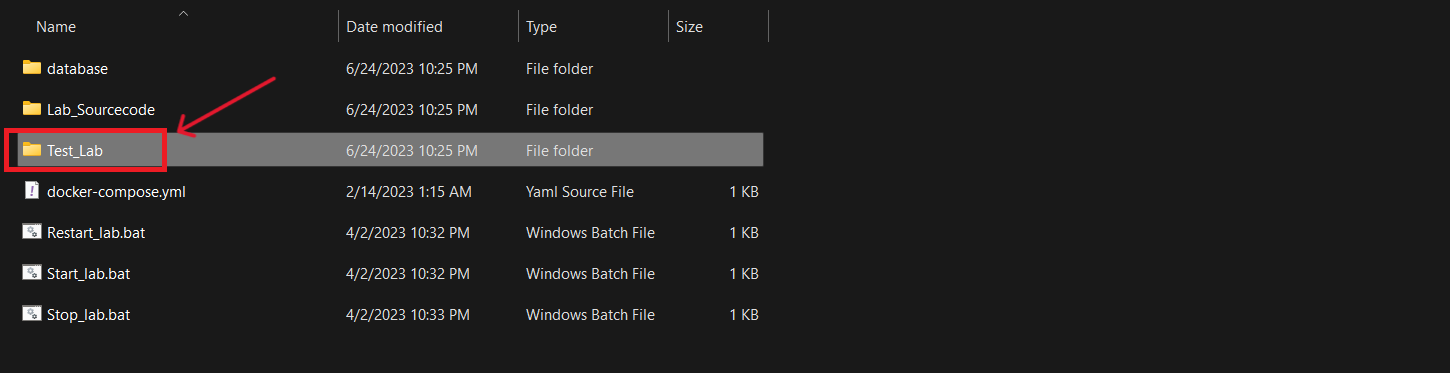 Name Date modified Type Size
database 6/24/2023 10:25 PM File folder
Lab_Sourcecode 6/24/2023 10:25 PM File folder
Test_Lab 6/24/2023 10:25 PM File folder
docker-compose.yml 2/14/2023 1:15 AM Yaml Source File 1 KB
Restart_lab.bat 4/2/2023 10:32 PM Windows Batch File 1 KB
Start_lab.bat 4/2/2023 10:32 PM Windows Batch File 1 KB
Stop_lab.bat 4/2/2023 10:33 PM Windows Batch File 1 KB